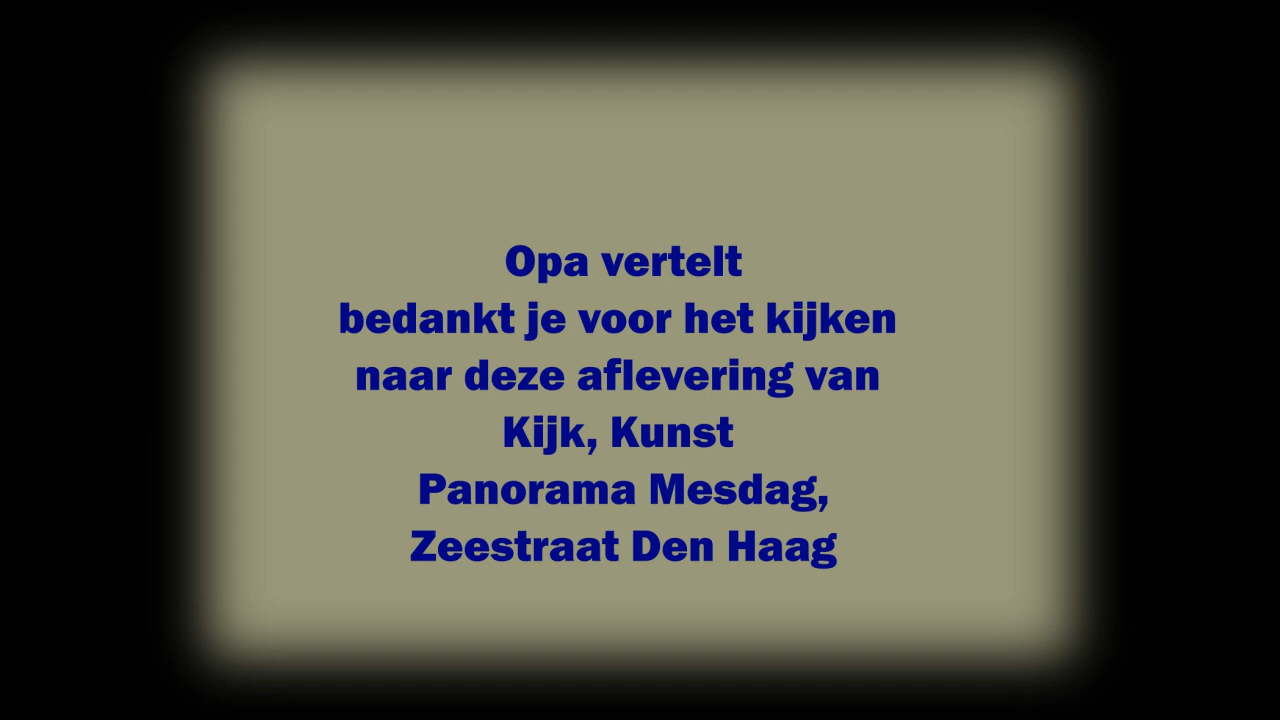 Opa vertelt
bedankt je voor het kijken
naar deze aflevering van
Kijk, Kunst
Panorama Mesdag,
Zeestraat Den Haag